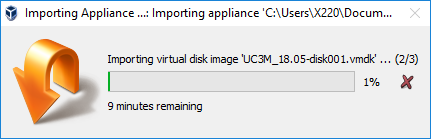 Importing Appliance ...: Importing appliance 'C:\Users\X220\Docum...
Importing virtual disk image 'UC3M_18.05-disk001.vmdk' ... (2/3)
1%
9 minutes remaining